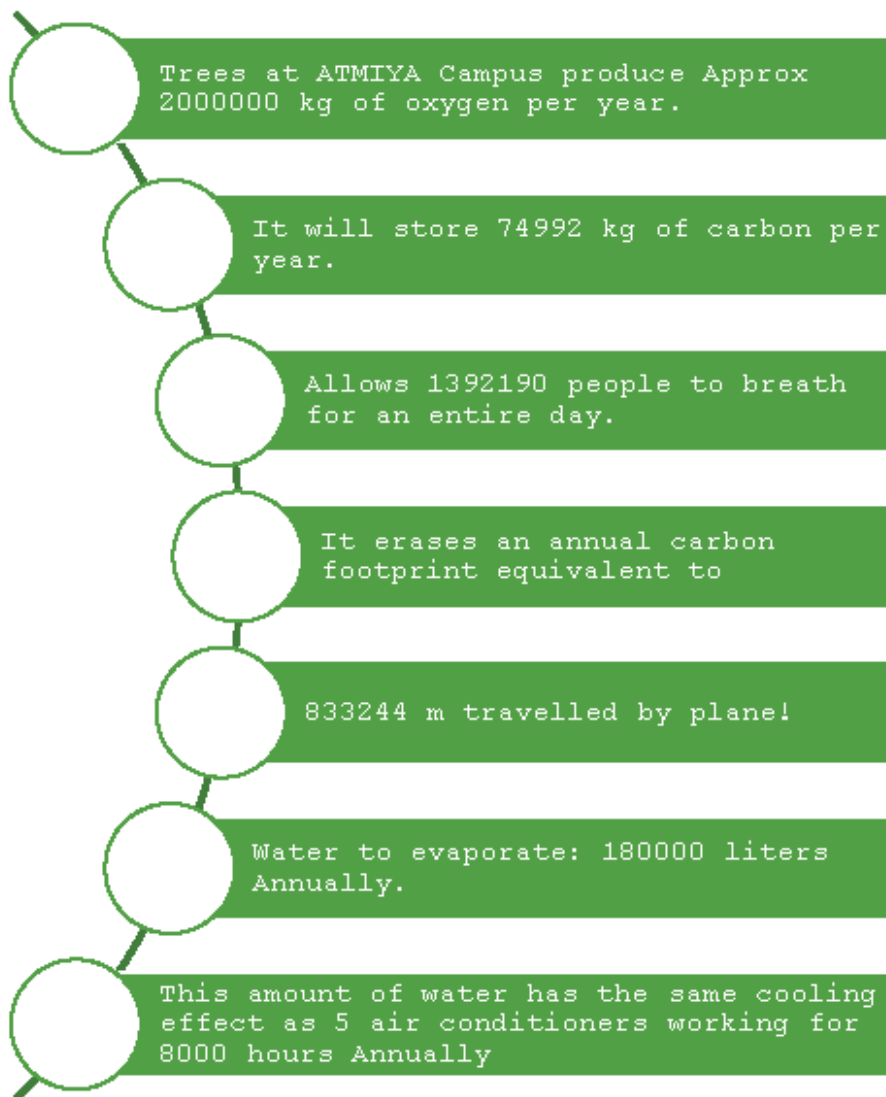 Trees at ATMIYA Campus produce Approx
2000000 kg of oxygen per year.
It will store 74992 kg of carbon per
year.
Allows 1392190 people to breath
for an entire day.
It erases an annual carbon
footprint equivalent to
833244 m travelled by plane!
Water to evaporate: 180000 liters
Annually.
This amount of water has the same cooling
effect as 5 air conditioners working for
8000 hours Annually